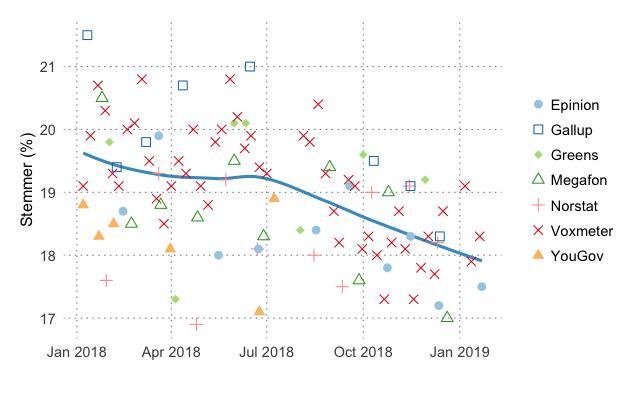 Stemmer (%)
21
20
19
18
17
Jan 2018
Apr 2018
Jul 2018
Oct 2018
Jan 2019
Epinion
Gallup
Greens
Megafon
Norstat
Voxmeter
YouGov